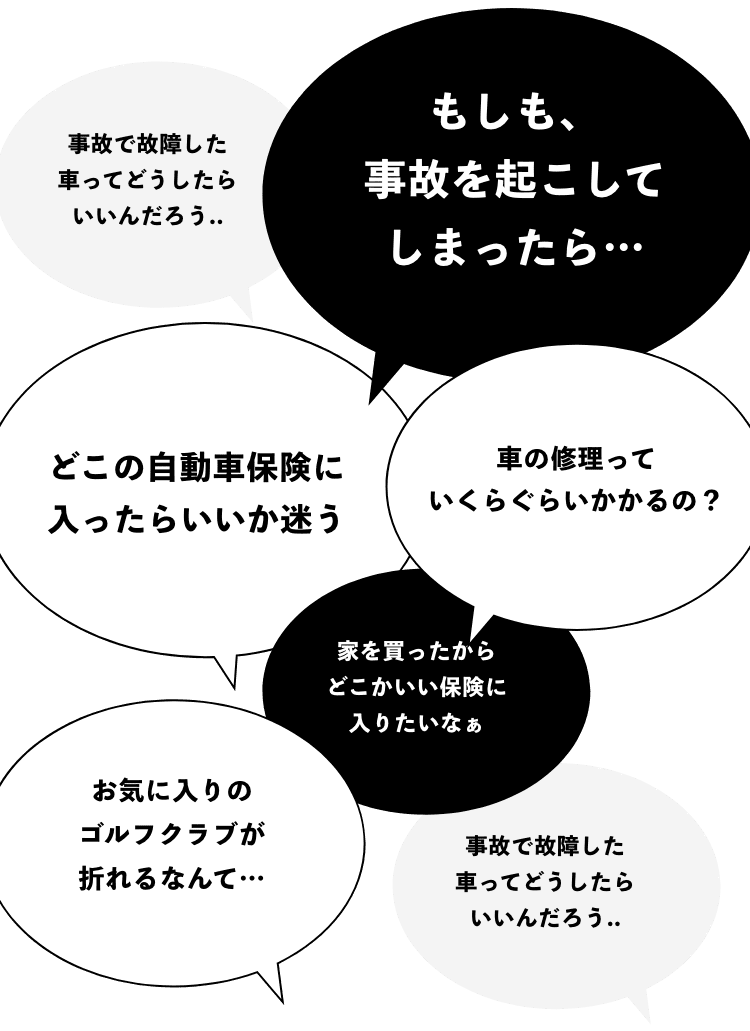 事故で故障した
車ってどうしたら
いいんだろう..
もしも、
事故を起こして
しまったら…
どこの自動車保険に
入ったらいいか迷う
車の修理って
いくらぐらいかかるの？
家を買ったから
どこかいい保険に
入りたいなぁ
お気に入りの
ゴルフクラブが
折れるなんて…
事故で故障した
車ってどうしたら
いいんだろう..